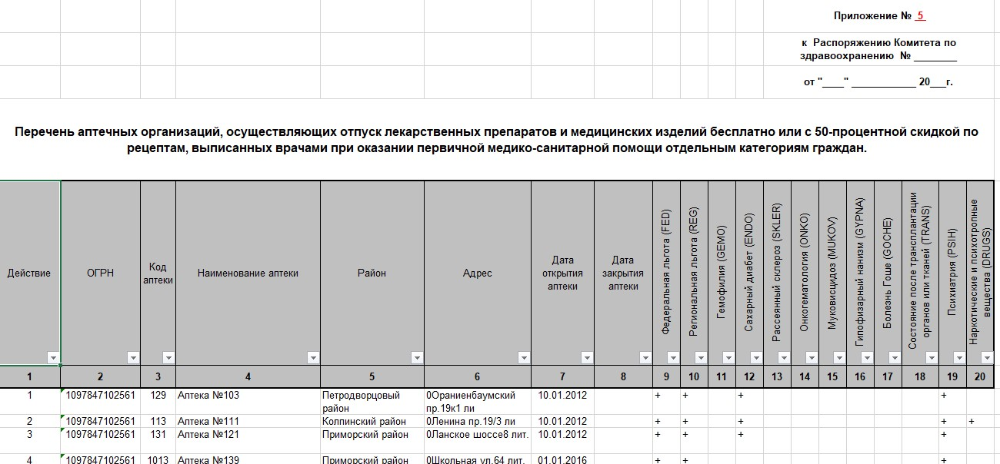 Приложение № 5
к Распоряжению Комитета по
здравоохранению № ________
от "____" ____________ 20___г.
Перечень аптечных организаций, осуществляющих отпуск лекарственных препаратов и медицинских изделий бесплатно или с 50-процентной скидкой по
рецептам, выписанных врачами при оказании первичной медико-санитарной помощи отдельным категориям граждан.
Действие
ОГРН
Код
аптеки
Наименование аптеки
Район
Адрес
Дата
открытия
аптеки
Дата
закрытия
аптеки
Федеральная льгота (FED)
Региональная льгота (REG)
Гемофилия (GEMO)
Сахарный диабет (ENDO)
Рассеянный склероз (SKLER)
Онкогематология (ONKO)
Муковисцидоз (MUKOV)
Гипофизарный нанизм (GYPNA)
Болезнь Гоше (GOCHE)
Состояние после трансплантации
органов или тканей (TRANS)
Психиатрия (PSIH)
Наркотические и психотропные
вещества (DRUGS)
1 2 3 4 5 6 7 8 9 10 11 12 13 14 15 16 17 18 19 20
1 1097847102561 129 Аптека №103 Петродворцовый 0Ораниенбаумский 10.01.2012 + + + +
район пр.19к1 ли
2 1097847102561 113 Аптека №111 Колпинский район 0Ленина пр.19/3 ли 10.01.2012 + + + + +
3 1097847102561 131 Аптека №121 Приморский район 0Ланское шоссе8 лит. 10.01.2012 + + + +
4 1097847102561 1013 Аптека №139 Приморский район 0Школьная ул.64 лит. 01.01.2016 + + +